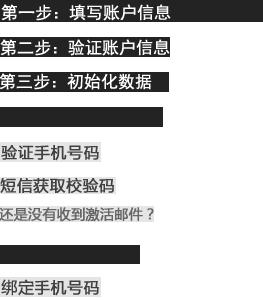 第一步：填写账户信息
第二步：验证账户信息
第三步：初始化数据
验证手机号码
短信获取校验码
还是没有收到激活邮件？
绑定手机号码